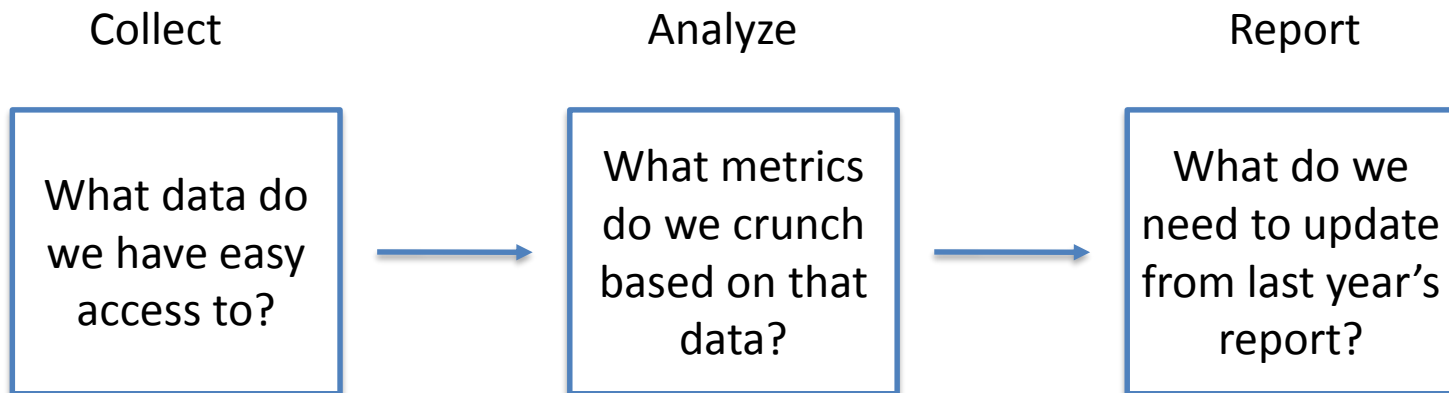 Collect
Analyze
Report
What data do
we have easy
access to?
What metrics
do we crunch
based on that
data?
What do we
need to update
from last year’s
report?